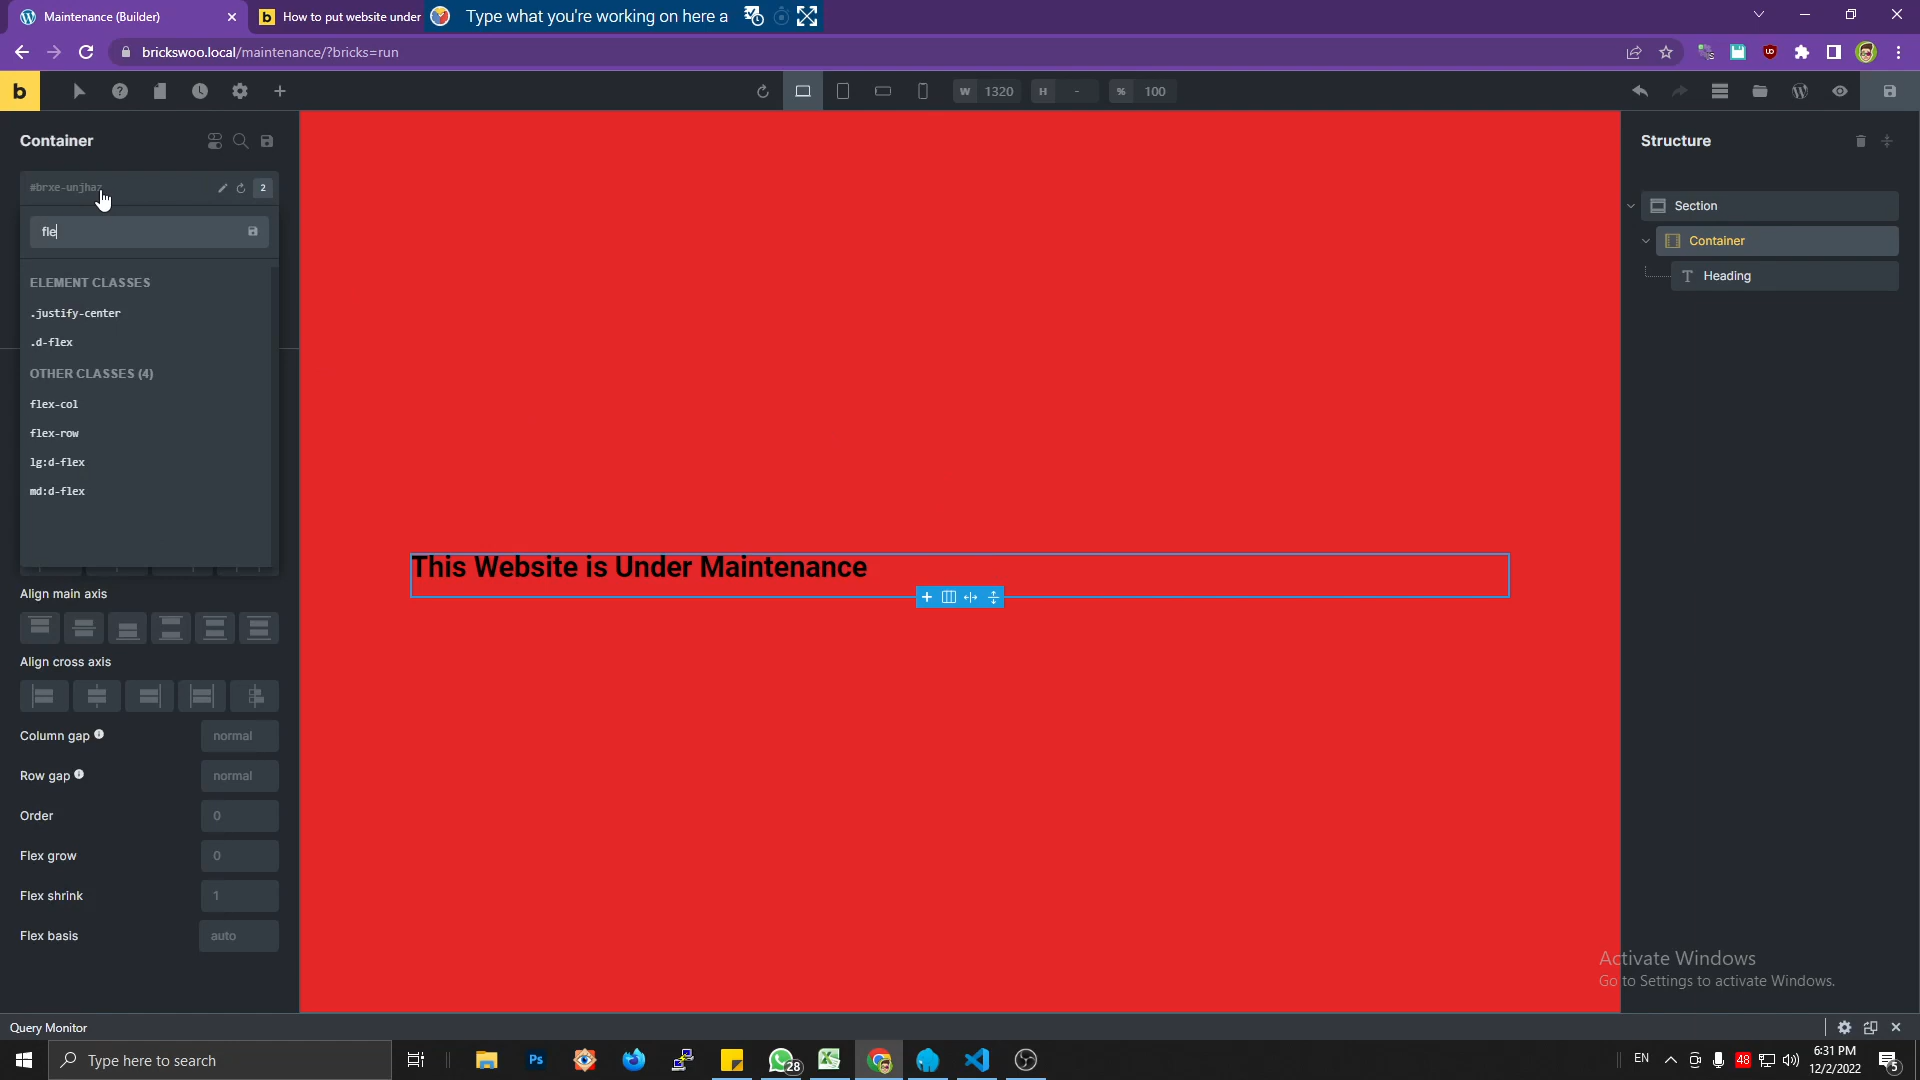 Maintenance (Builder)
How to put website under
Type what you're working on here a
brickswoo.local/maintenance/?bricks=run
b
W 1320 H - % 100
Container
#brxe-unjhaz
2
fle
ELEMENT CLASSES
.justify-center
.d-flex
OTHER CLASSES (4)
flex-col
flex-row
lg:d-flex
md:d-flex
Align main axis
Align cross axis
Column gap normal
Row gap normal
Order 0
Flex grow 0
Flex shrink 1
Flex basis auto
This Website is Under Maintenance
Structure
Section
Container
Heading
Activate Windows
Go to Settings to activate Windows.
Query Monitor
Type here to search
Ps
28
EN
48
6:31 PM
12/2/2022
5